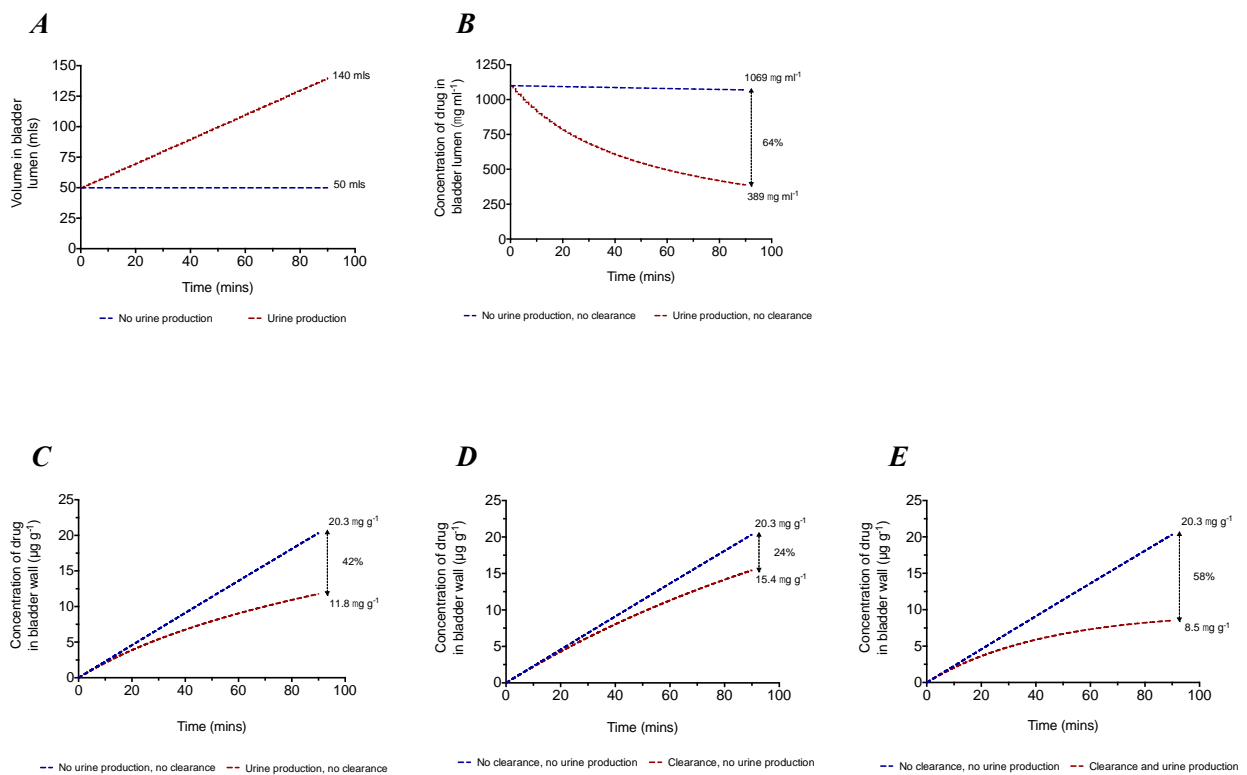 A
Volume in bladder
lumen (mls)
150
125
100
75
50
25
0
0 20 40 60 80 100
Time (mins)
140 mls
50 mls
No urine production Urine production
B
Concentration of drug in
bladder lumen (㎎ ml-1)
1250
1000
750
500
250
0
0 20 40 60 80 100
Time (mins)
1069 ㎎ ml-1
64%
389 ㎎ ml-1
No urine production, no clearance Urine production, no clearance
C
Concentration of drug
in bladder wall (µg g-1)
25
20
15
10
5
0
0 20 40 60 80 100
Time (mins)
20.3 ㎎ g-1
42%
11.8 ㎎ g-1
No urine production, no clearance Urine production, no clearance
D
Concentration of drug
in bladder wall (µg g-1)
25
20
15
10
5
0
0 20 40 60 80 100
Time (mins)
20.3 ㎎ g-1
24%
15.4 ㎎ g-1
No clearance, no urine production Clearance, no urine production
E
Concentration of drug
in bladder wall (µg g-1)
25
20
15
10
5
0
0 20 40 60 80 100
Time (mins)
20.3 ㎎ g-1
58%
8.5 ㎎ g-1
No clearance, no urine production Clearance and urine production